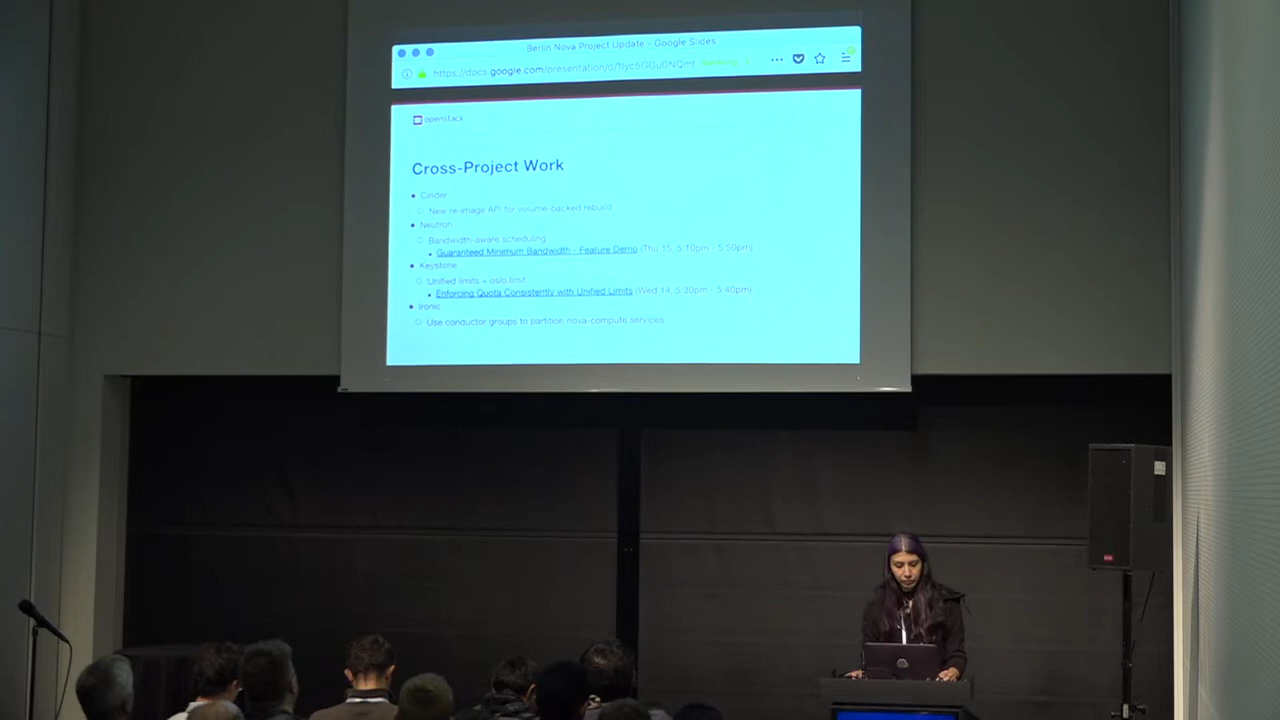 Berlin Nova Project Update - Google Slides
https://docs.google.com/presentation/d/1lyc5GGu0NQmt
openstack
Cross-Project Work
Cinder
New re-image API for volume-backed rebuild
Neutron
Bandwidth-aware scheduling
Guaranteed Minimum Bandwidth - Feature Demo (Thu 15, 5:10pm - 5:50pm)
Keystone
Unified limits + oslo.limit
Enforcing Quota Consistently with Unified Limits (Wed 14, 5:30pm - 5:40pm)
Ironic
Use conductor groups to partition nova-compute services